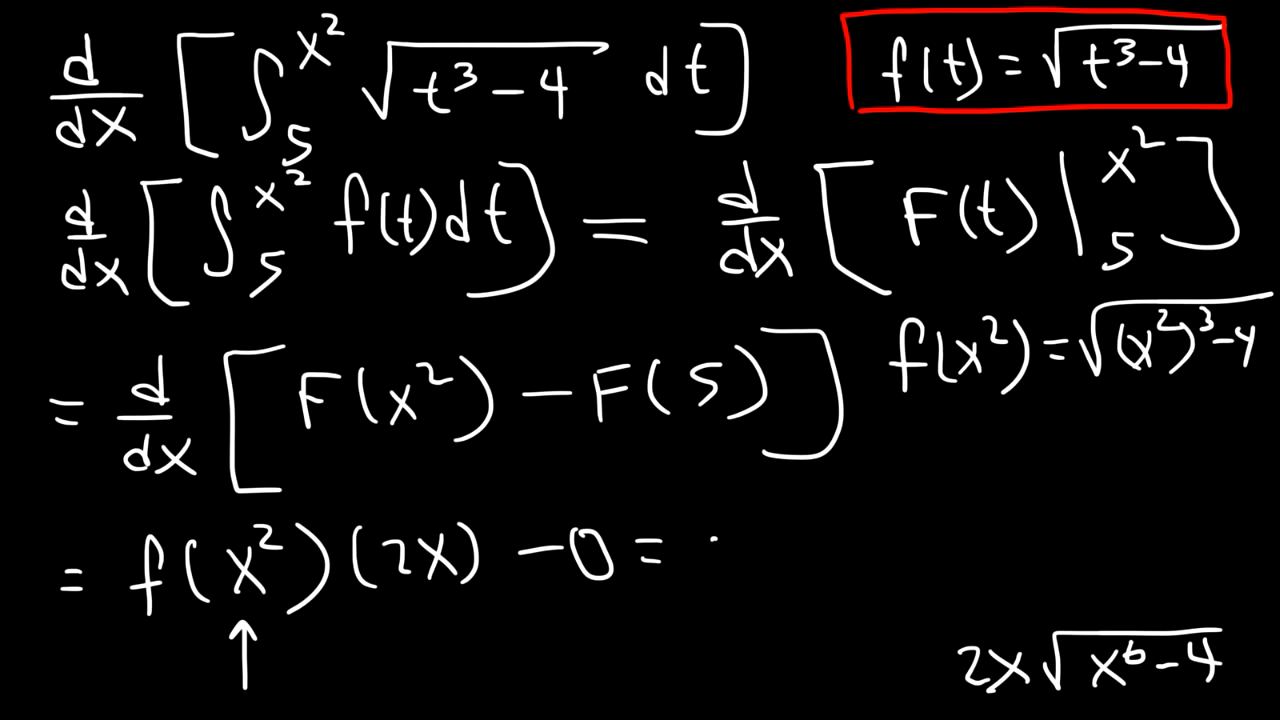 d/dx [∫₅^x² √(t³-4) dt]
f(t) = √(t³-4)
d/dx [∫₅^x² f(t)dt] = d/dx [F(t)|₅^x²]
f(x²) = √((x²)³-4)
= d/dx [F(x²) - F(5)]
= f(x²)(2x) - 0 =
↑
2x√(x⁶-4)